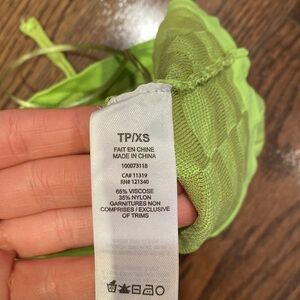 TP/XS
FAIT EN CHINE
MADE IN CHINA
100073118
CA# 11319
RN# 121340
65% VISCOSE
35% NYLON
GARNITURES NON
COMPRISES / EXCLUSIVE
OF TRIMS